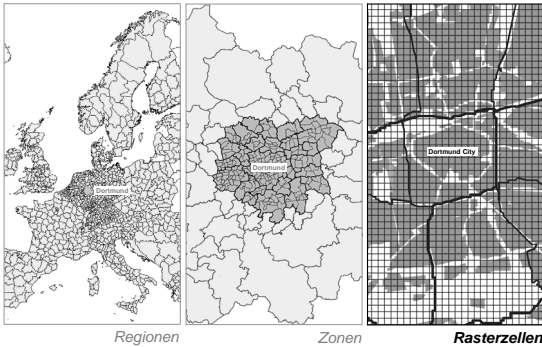 Dortmund
Dortmund
Dortmund City
Regionen
Zonen
Rasterzellen